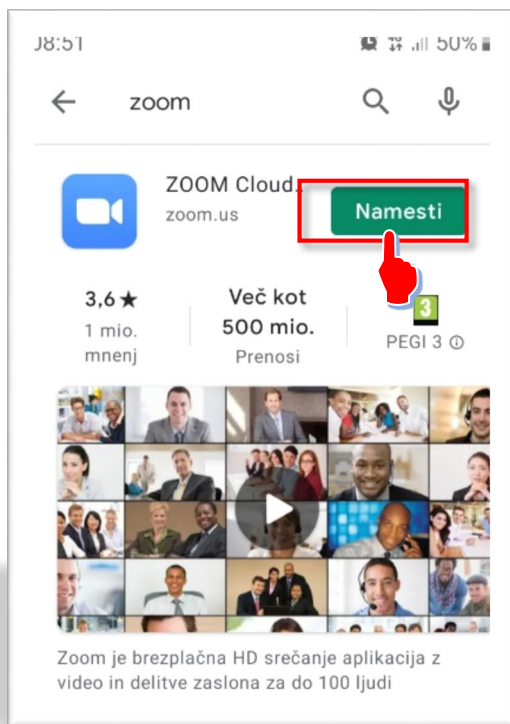 08:51 4G 50%
zoom
ZOOM Cloud..
zoom.us
Namesti
3,6★
1 mio.
mnenj
Več kot
500 mio.
Prenosi
3
PEGI 3
Zoom je brezplačna HD srečanje aplikacija z
video in delitve zaslona za do 100 ljudi